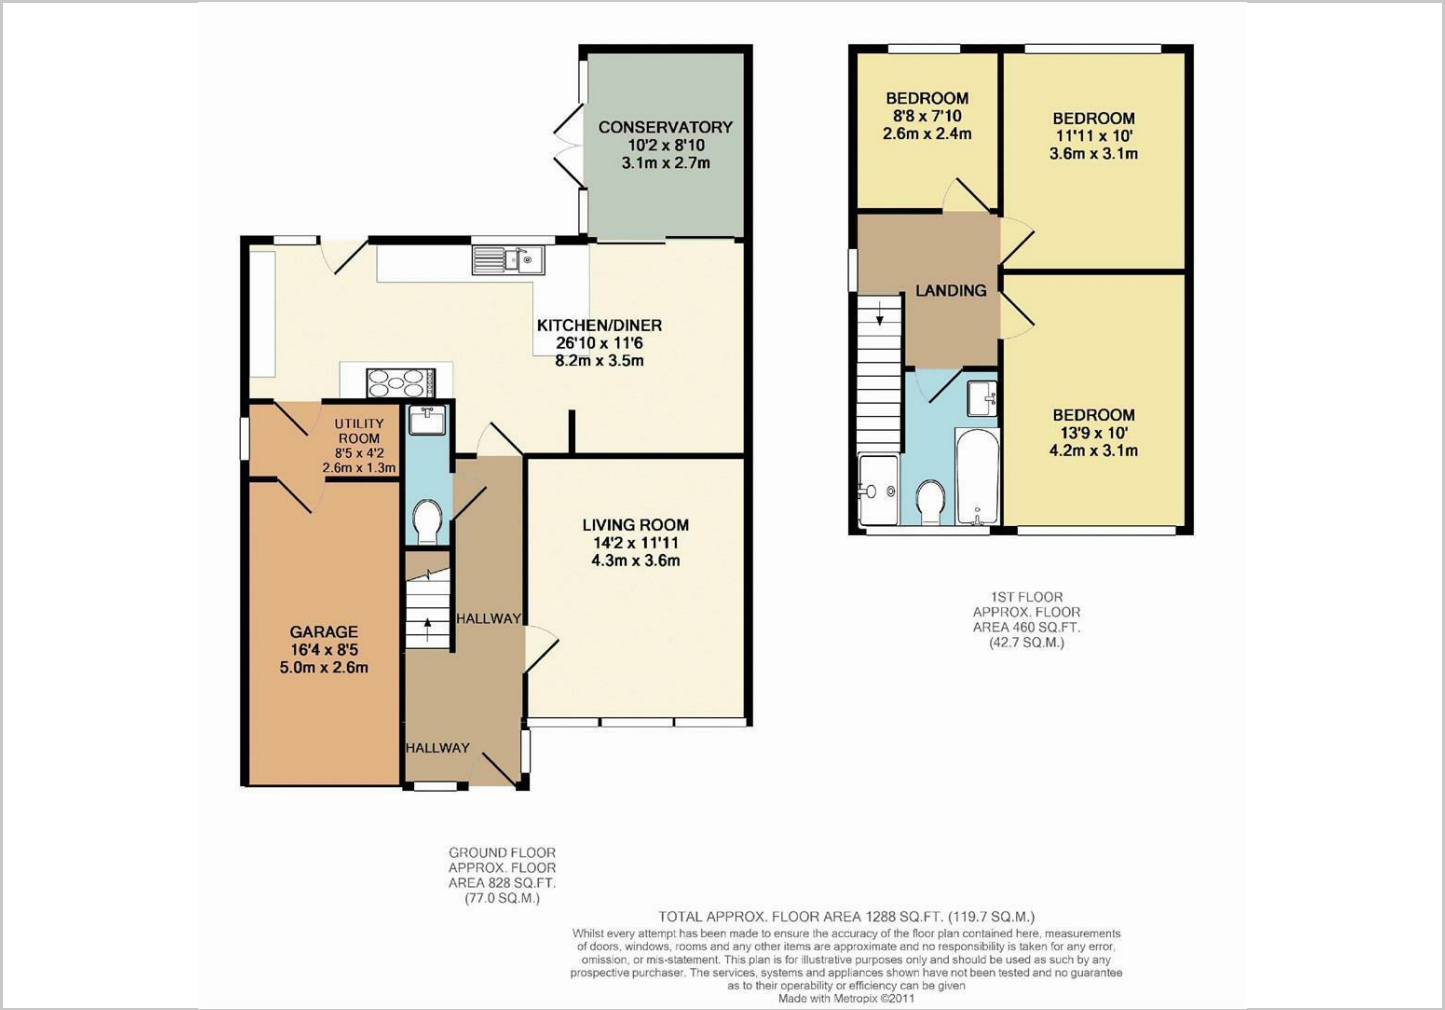 CONSERVATORY
10'2 x 8'10
3.1m x 2.7m
KITCHEN/DINER
26'10 x 11'6
8.2m x 3.5m
UTILITY
ROOM
8'5 x 4'2
2.6m x 1.3m
LIVING ROOM
14'2 x 11'11
4.3m x 3.6m
HALLWAY
GARAGE
16'4 x 8'5
5.0m x 2.6m
HALLWAY
GROUND FLOOR
APPROX. FLOOR
AREA 828 SQ.FT.
(77.0 SQ.M.)
BEDROOM
8'8 x 7'10
2.6m x 2.4m
BEDROOM
11'11 x 10'
3.6m x 3.1m
LANDING
BEDROOM
13'9 x 10'
4.2m x 3.1m
1ST FLOOR
APPROX. FLOOR
AREA 460 SQ.FT.
(42.7 SQ.M.)
TOTAL APPROX. FLOOR AREA 1288 SQ.FT. (119.7 SQ.M.)
Whilst every attempt has been made to ensure the accuracy of the floor plan contained here, measurements
of doors, windows, rooms and any other items are approximate and no responsibility is taken for any error,
omission, or mis-statement. This plan is for illustrative purposes only and should be used as such by any
prospective purchaser. The services, systems and appliances shown have not been tested and no guarantee
as to their operability or efficiency can be given
Made with Metropix ©2011